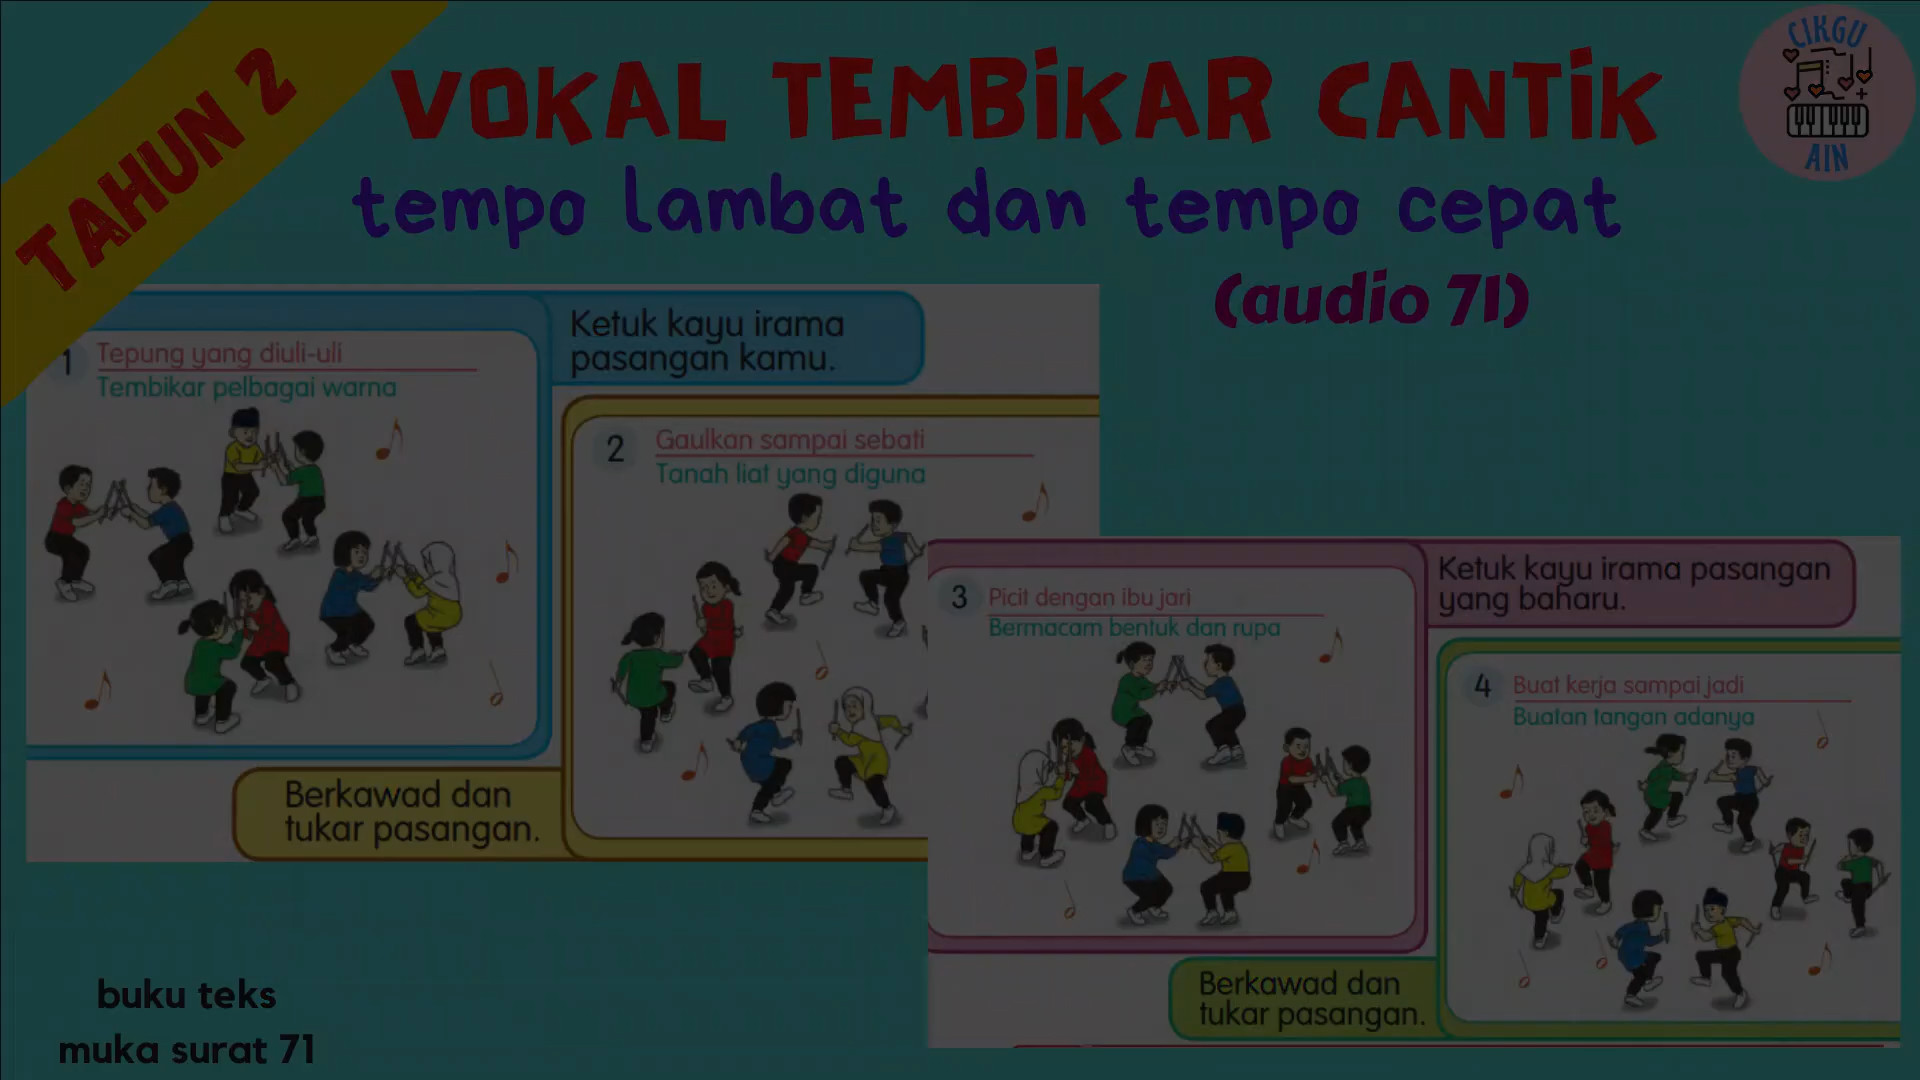 TAHUN 2
VOKAL TEMBIKAR CANTIK
tempo lambat dan tempo cepat
(audio 71)
CIKGU
AIN
1
Tepung yang diuli-uli
Tembikar pelbagai warna
Ketuk kayu irama
pasangan kamu.
2
Gaulkan sampai sebati
Tanah liat yang diguna
Berkawad dan
tukar pasangan.
3
Picit dengan ibu jari
Bermacam bentuk dan rupa
Ketuk kayu irama pasangan
yang baharu.
4
Buat kerja sampai jadi
Buatan tangan adanya
Berkawad dan
tukar pasangan.
buku teks
muka surat 71